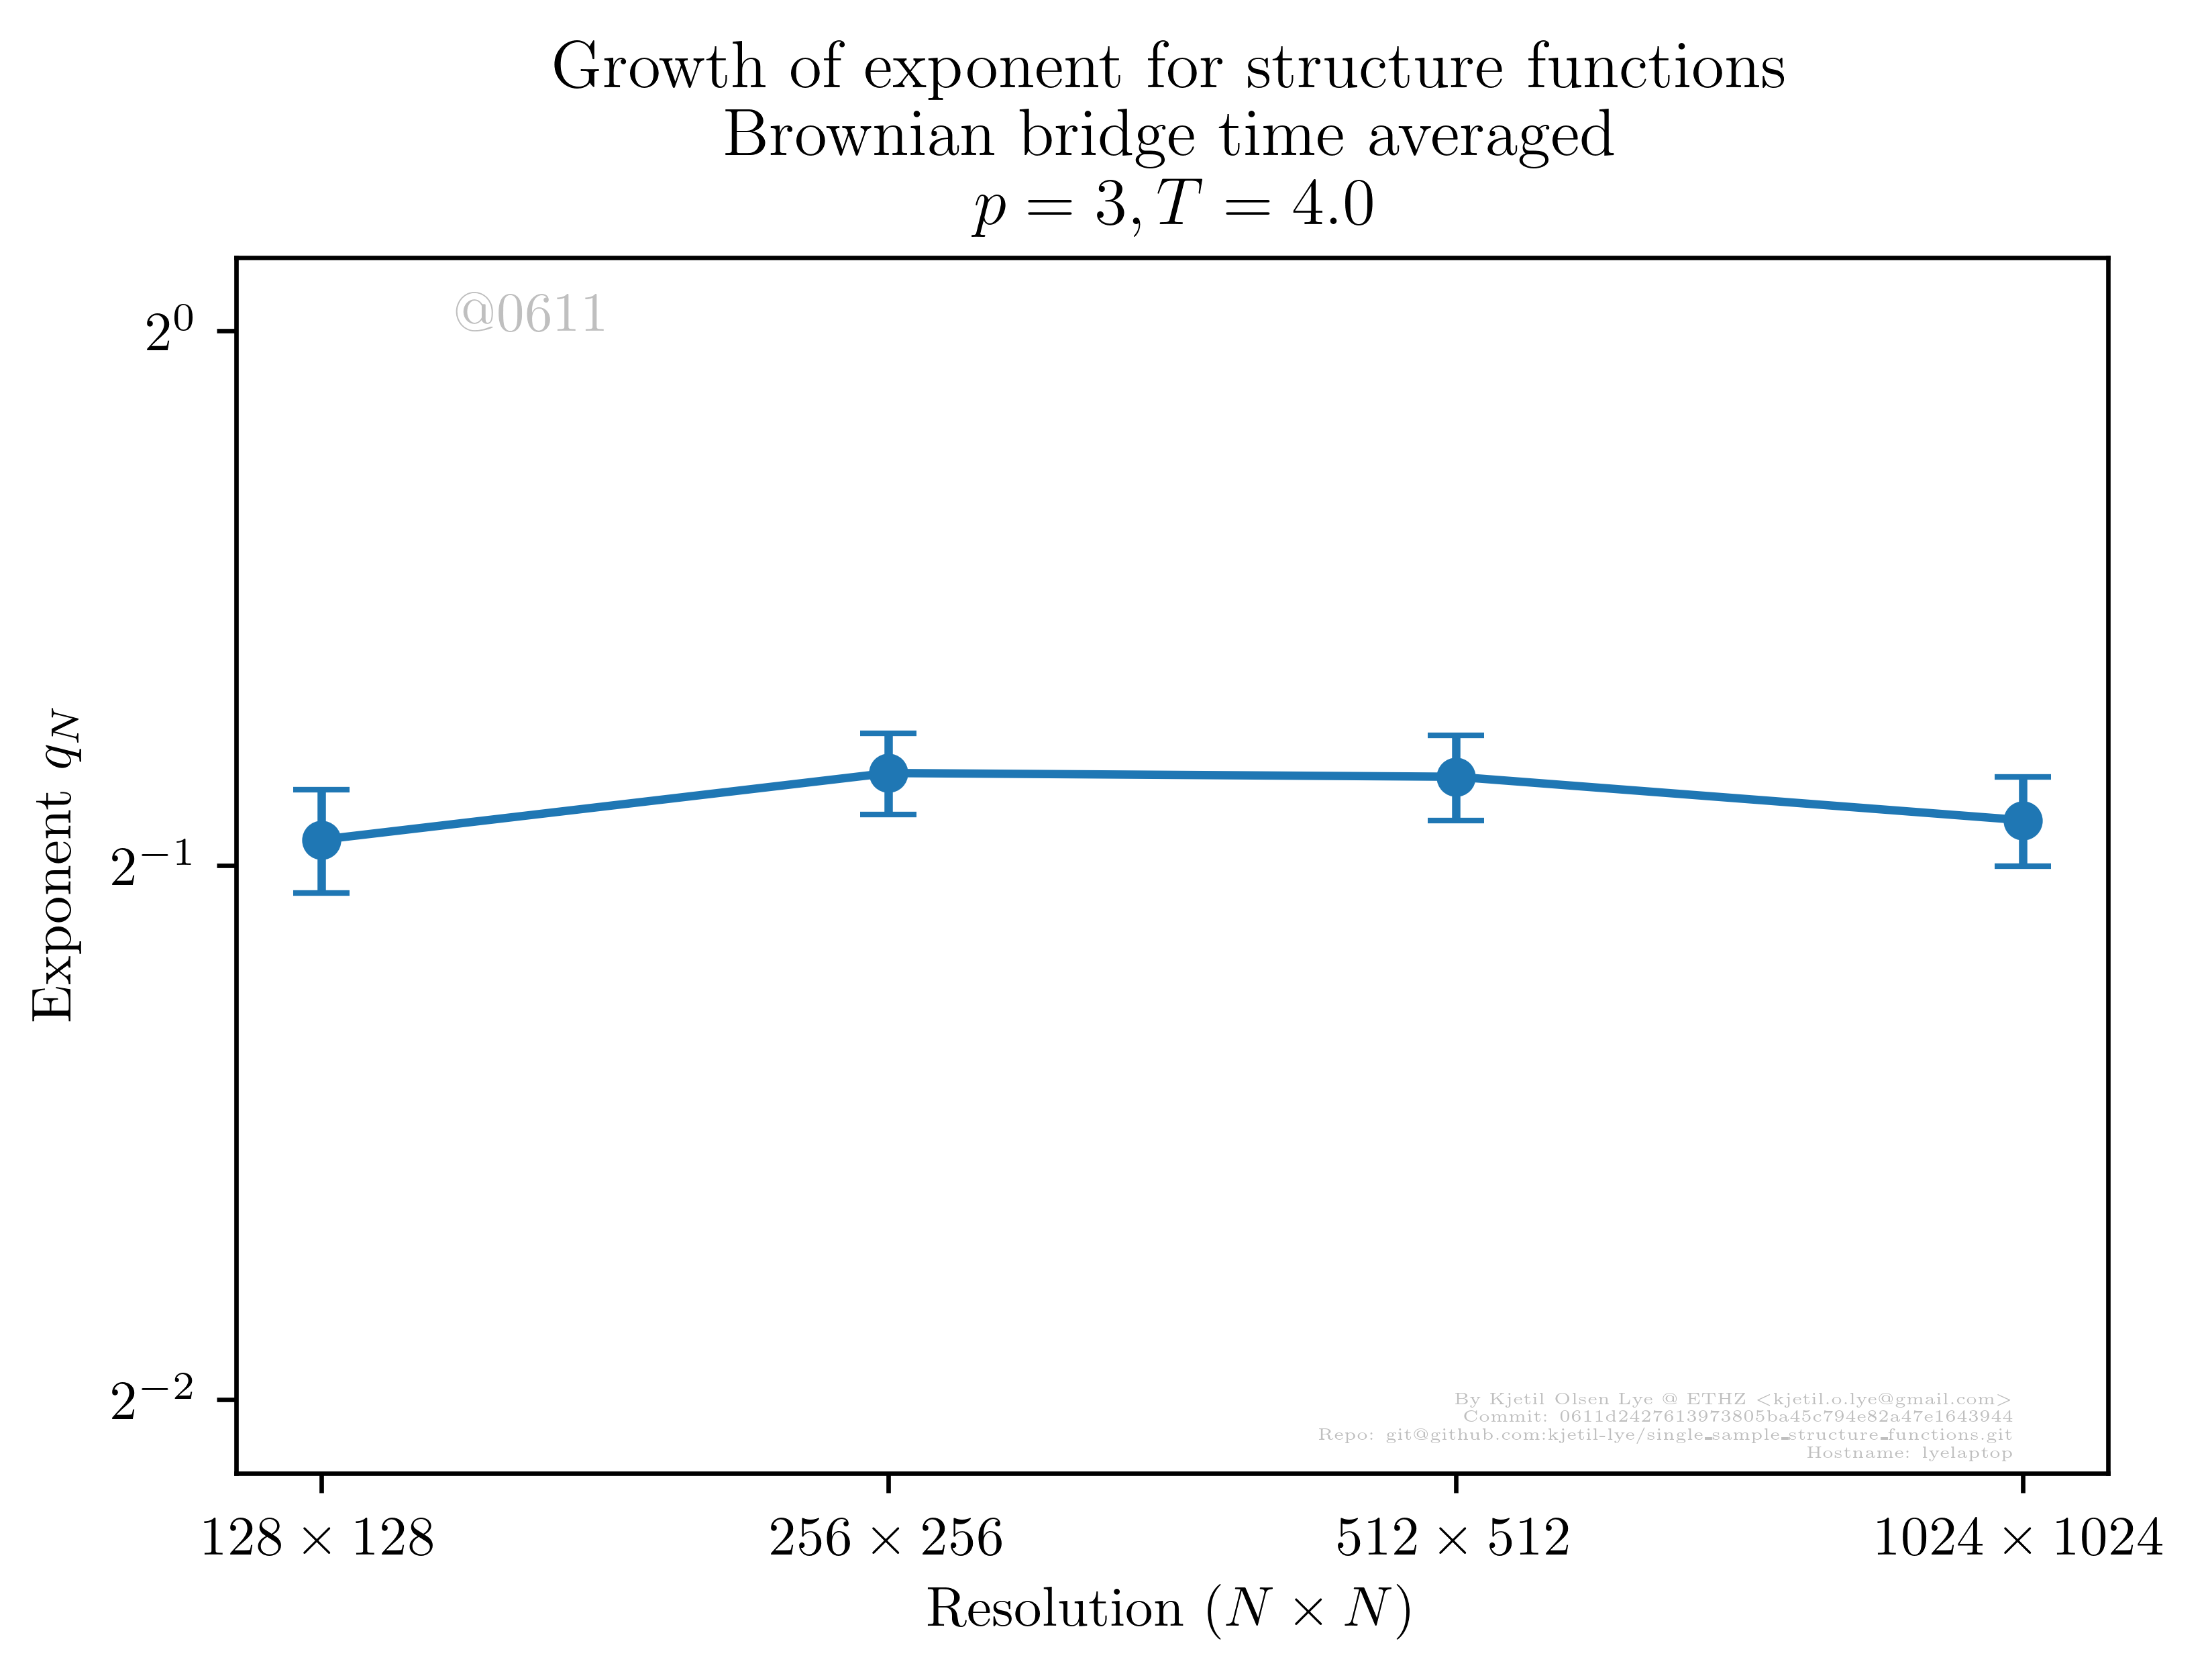 Growth of exponent for structure functions
Brownian bridge time averaged
p = 3, T = 4.0
@0611
2⁰
2⁻¹
2⁻²
Exponent q_N
By Kjetil Olsen Lye @ ETHZ <kjetil.o.lye@gmail.com>
Commit: 0611d2427613973805ba45c794e82a47e1643944
Repo: git@github.com:kjetil-lye/single_sample_structure_functions.git
Hostname: lyelaptop
128 × 128
256 × 256
512 × 512
1024 × 1024
Resolution (N × N)